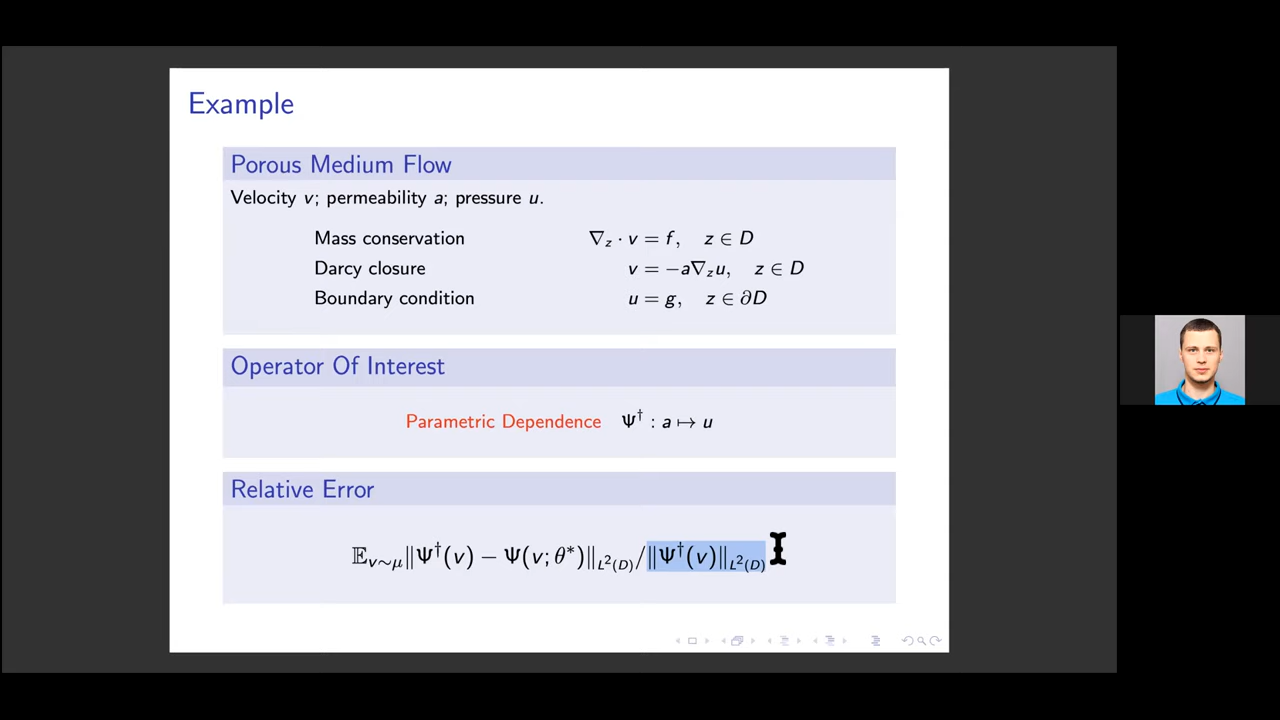 Example
Porous Medium Flow
Velocity v; permeability a; pressure u.
Mass conservation ∇_z · v = f, z ∈ D
Darcy closure v = −a∇_z u, z ∈ D
Boundary condition u = g, z ∈ ∂D
Operator Of Interest
Parametric Dependence Ψ† : a ↦ u
Relative Error
𝔼_{v∼μ}‖Ψ†(v) − Ψ(v; θ*)‖_{L²(D)}/‖Ψ†(v)‖_{L²(D)}